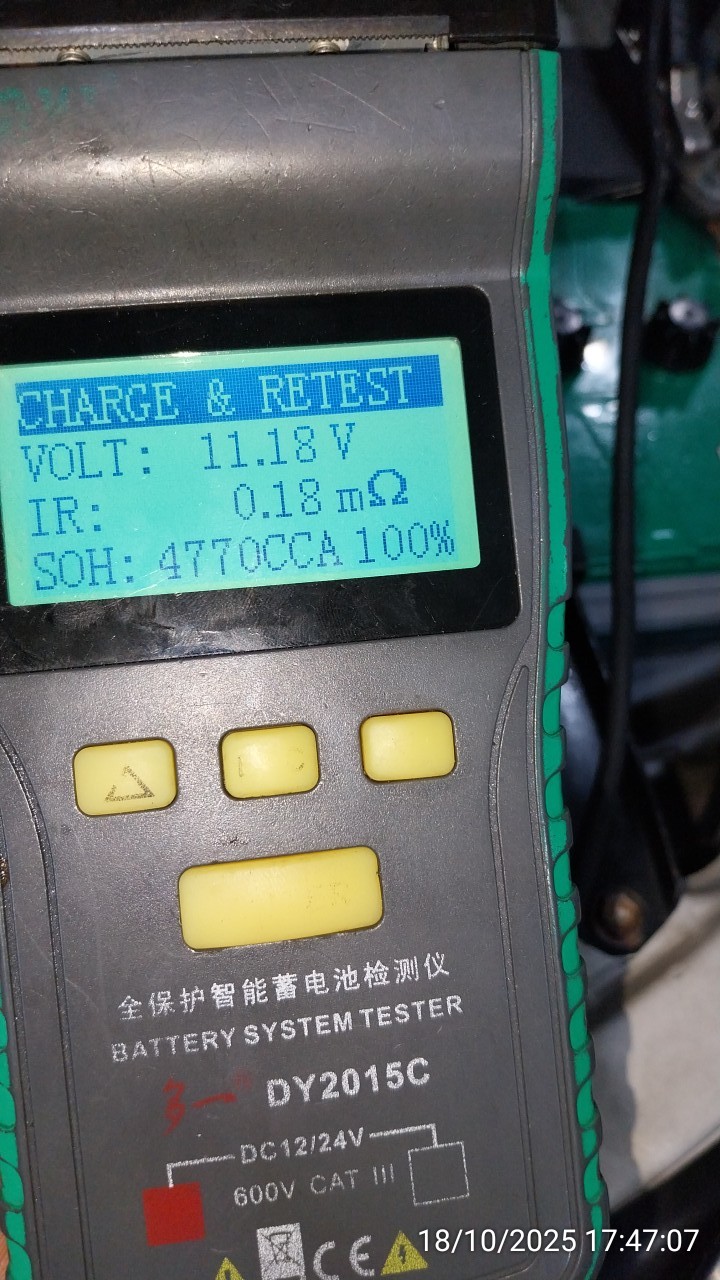 CHARGE & RETEST
VOLT: 11.18 V
IR: 0.18 mΩ
SOH: 4770CCA 100%
全保护智能蓄电池检测仪
BATTERY SYSTEM TESTER
DY2015C
DC12/24V
600V CAT III
CE
18/10/2025 17:47:07